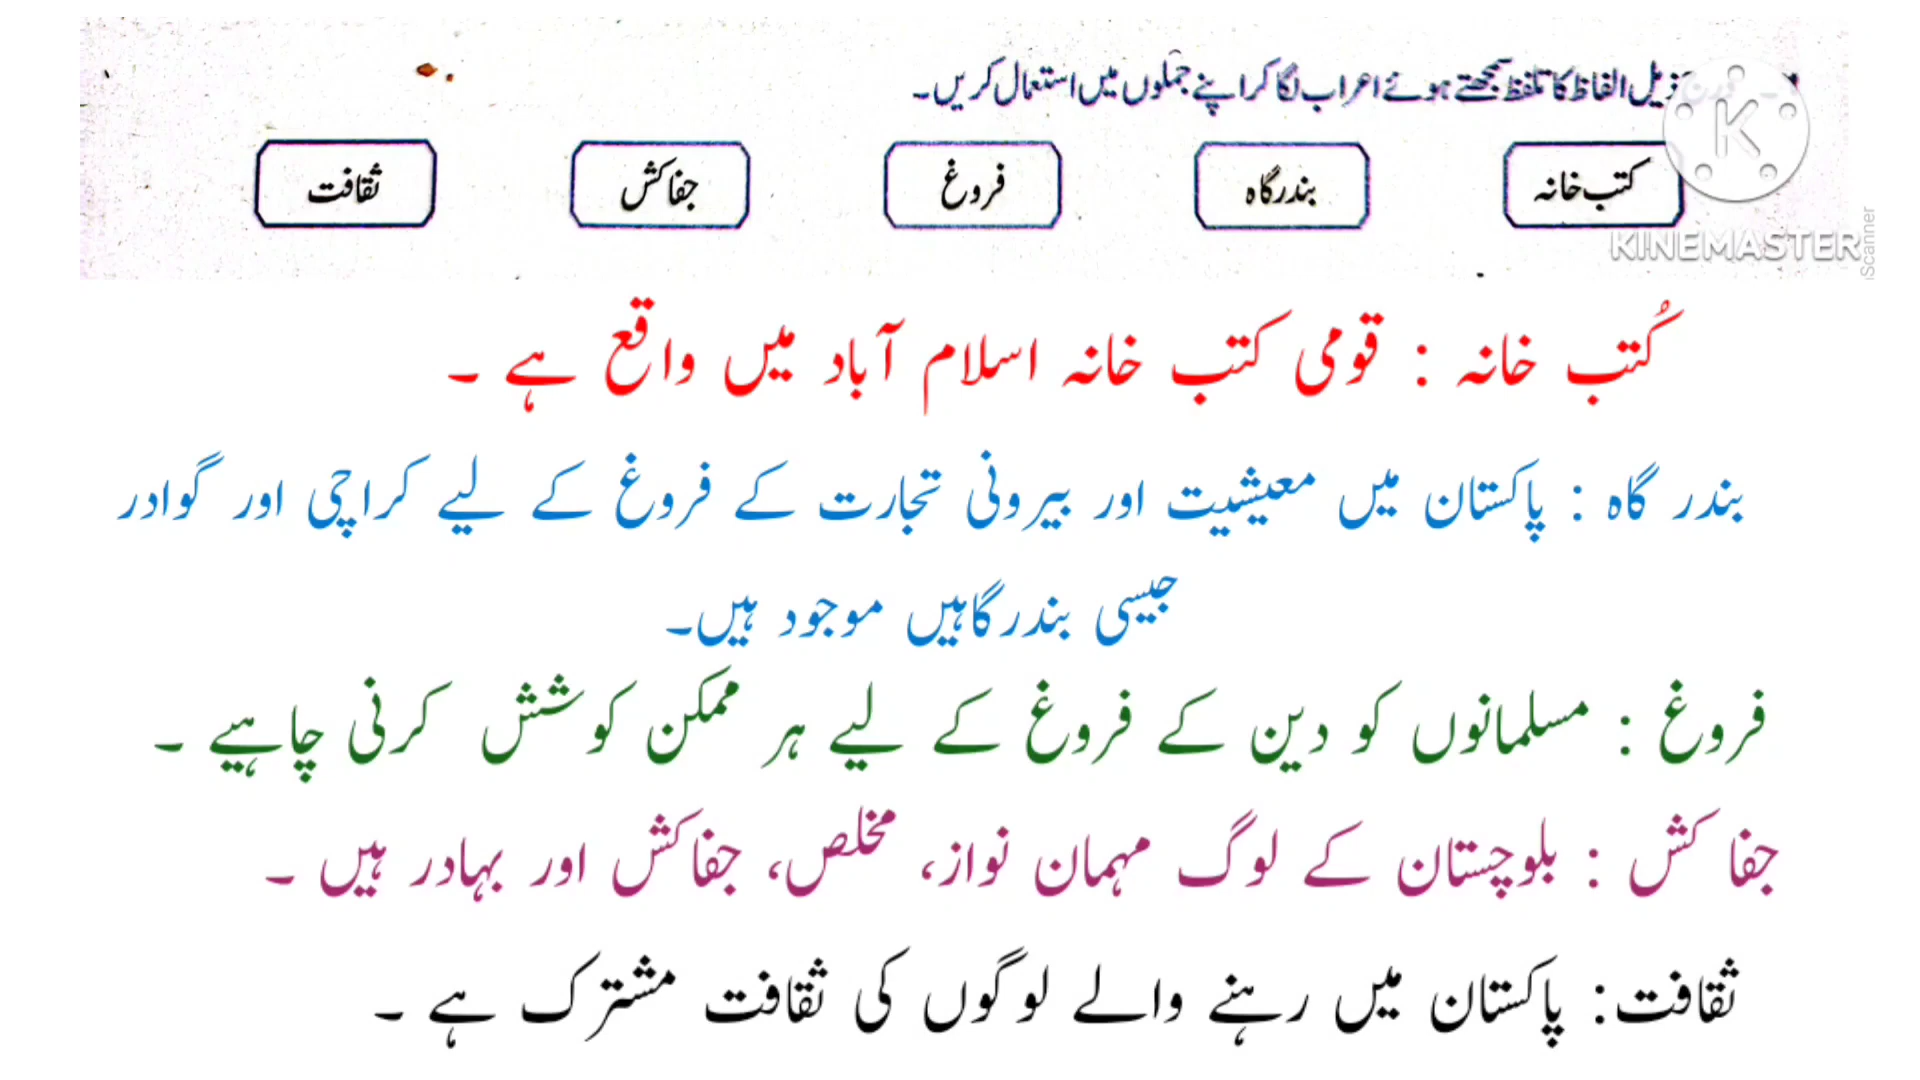 ذیل الفاظ کا تلفظ سمجھتے ہوئے اعراب لگا کر اپنے جملوں میں استعمال کریں۔
کتب خانہ بندرگاہ فروغ جفاکش ثقافت
KINEMASTER
iScanner
کُتب خانہ : قومی کتب خانہ اسلام آباد میں واقع ہے ۔
بندر گاہ : پاکستان میں معیشیت اور بیرونی تجارت کے فروغ کے لیے کراچی اور گوادر
جیسی بندرگاہیں موجود ہیں۔
فروغ : مسلمانوں کو دین کے فروغ کے لیے ہر ممکن کوشش کرنی چاہیے ۔
جفا کش : بلوچستان کے لوگ مہمان نواز، مخلص، جفاکش اور بہادر ہیں ۔
ثقافت: پاکستان میں رہنے والے لوگوں کی ثقافت مشترک ہے ۔